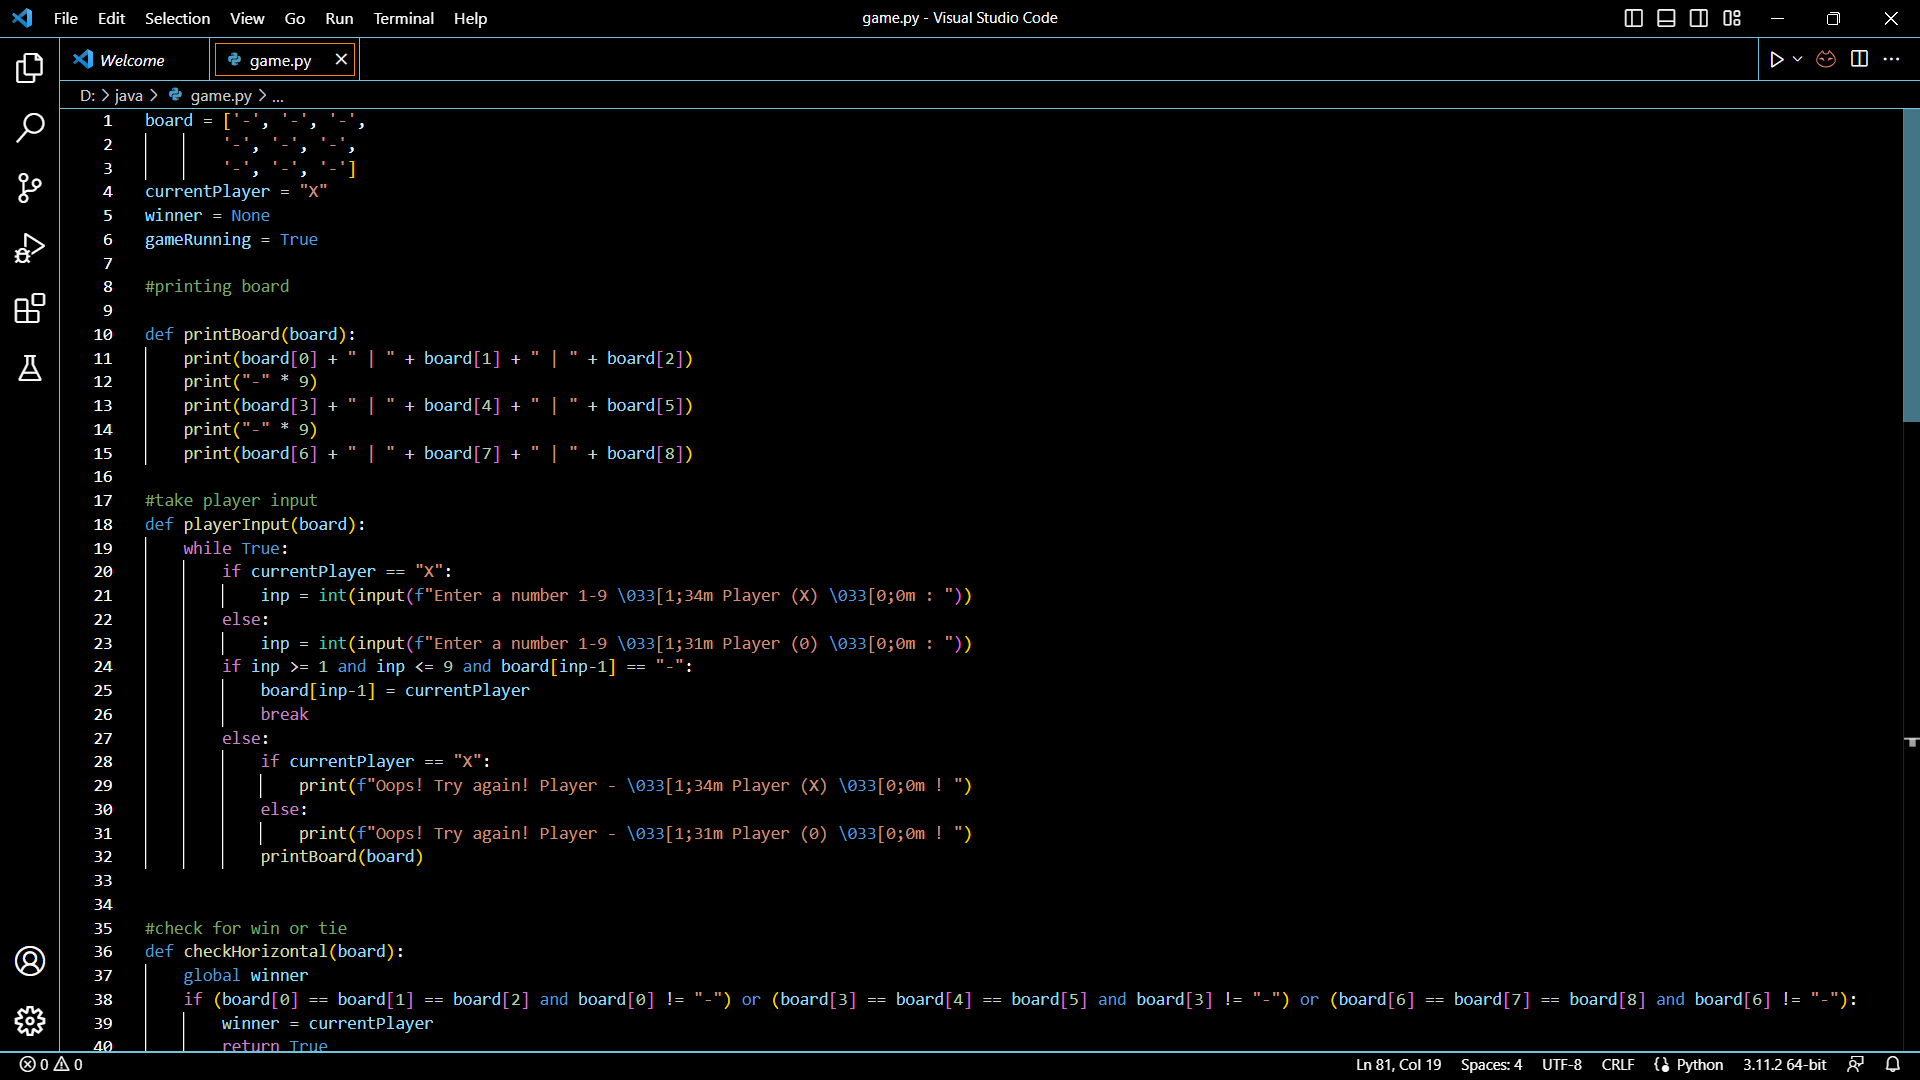 File Edit Selection View Go Run Terminal Help game.py - Visual Studio Code
Welcome game.py
D: > java > game.py > ...
1 board = ['-', '-', '-',
2 '-', '-', '-',
3 '-', '-', '-']
4 currentPlayer = "X"
5 winner = None
6 gameRunning = True
7
8 #printing board
9
10 def printBoard(board):
11 print(board[0] + " | " + board[1] + " | " + board[2])
12 print("-" * 9)
13 print(board[3] + " | " + board[4] + " | " + board[5])
14 print("-" * 9)
15 print(board[6] + " | " + board[7] + " | " + board[8])
16
17 #take player input
18 def playerInput(board):
19 while True:
20 if currentPlayer == "X":
21 inp = int(input(f"Enter a number 1-9 \033[1;34m Player (X) \033[0;0m : "))
22 else:
23 inp = int(input(f"Enter a number 1-9 \033[1;31m Player (0) \033[0;0m : "))
24 if inp >= 1 and inp <= 9 and board[inp-1] == "-":
25 board[inp-1] = currentPlayer
26 break
27 else:
28 if currentPlayer == "X":
29 print(f"Oops! Try again! Player - \033[1;34m Player (X) \033[0;0m ! ")
30 else:
31 print(f"Oops! Try again! Player - \033[1;31m Player (0) \033[0;0m ! ")
32 printBoard(board)
33
34
35 #check for win or tie
36 def checkHorizontal(board):
37 global winner
38 if (board[0] == board[1] == board[2] and board[0] != "-") or (board[3] == board[4] == board[5] and board[3] != "-") or (board[6] == board[7] == board[8] and board[6] != "-"):
39 winner = currentPlayer
40 return True
0 0 Ln 81, Col 19 Spaces: 4 UTF-8 CRLF Python 3.11.2 64-bit